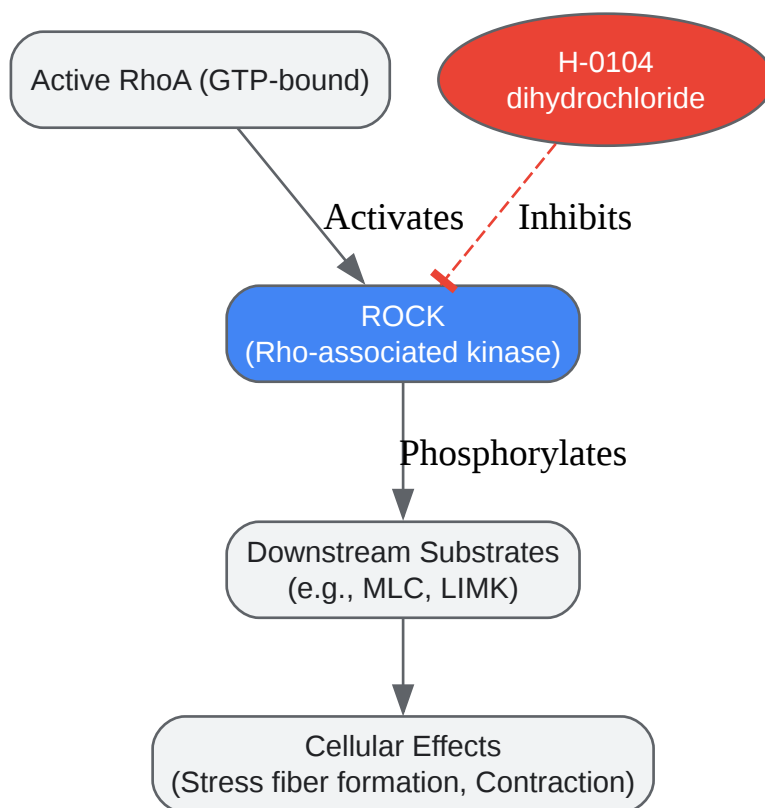 Active RhoA (GTP-bound)
H-0104
dihydrochloride
Activates
Inhibits
ROCK
(Rho-associated kinase)
Phosphorylates
Downstream Substrates
(e.g., MLC, LIMK)
Cellular Effects
(Stress fiber formation, Contraction)